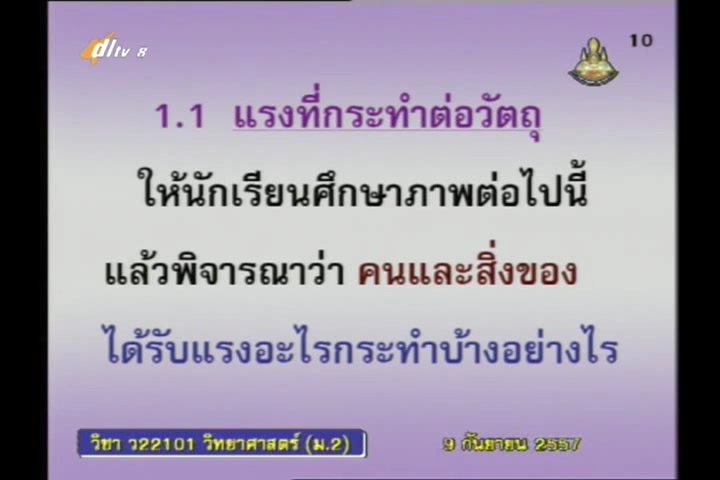 dltv 8
10
1.1 แรงที่กระทำต่อวัตถุ
ให้นักเรียนศึกษาภาพต่อไปนี้
แล้วพิจารณาว่า คนและสิ่งของ
ได้รับแรงอะไรกระทำบ้างอย่างไร
วิชา ว22101 วิทยาศาสตร์ (ม.2)
9 กันยายน 2557